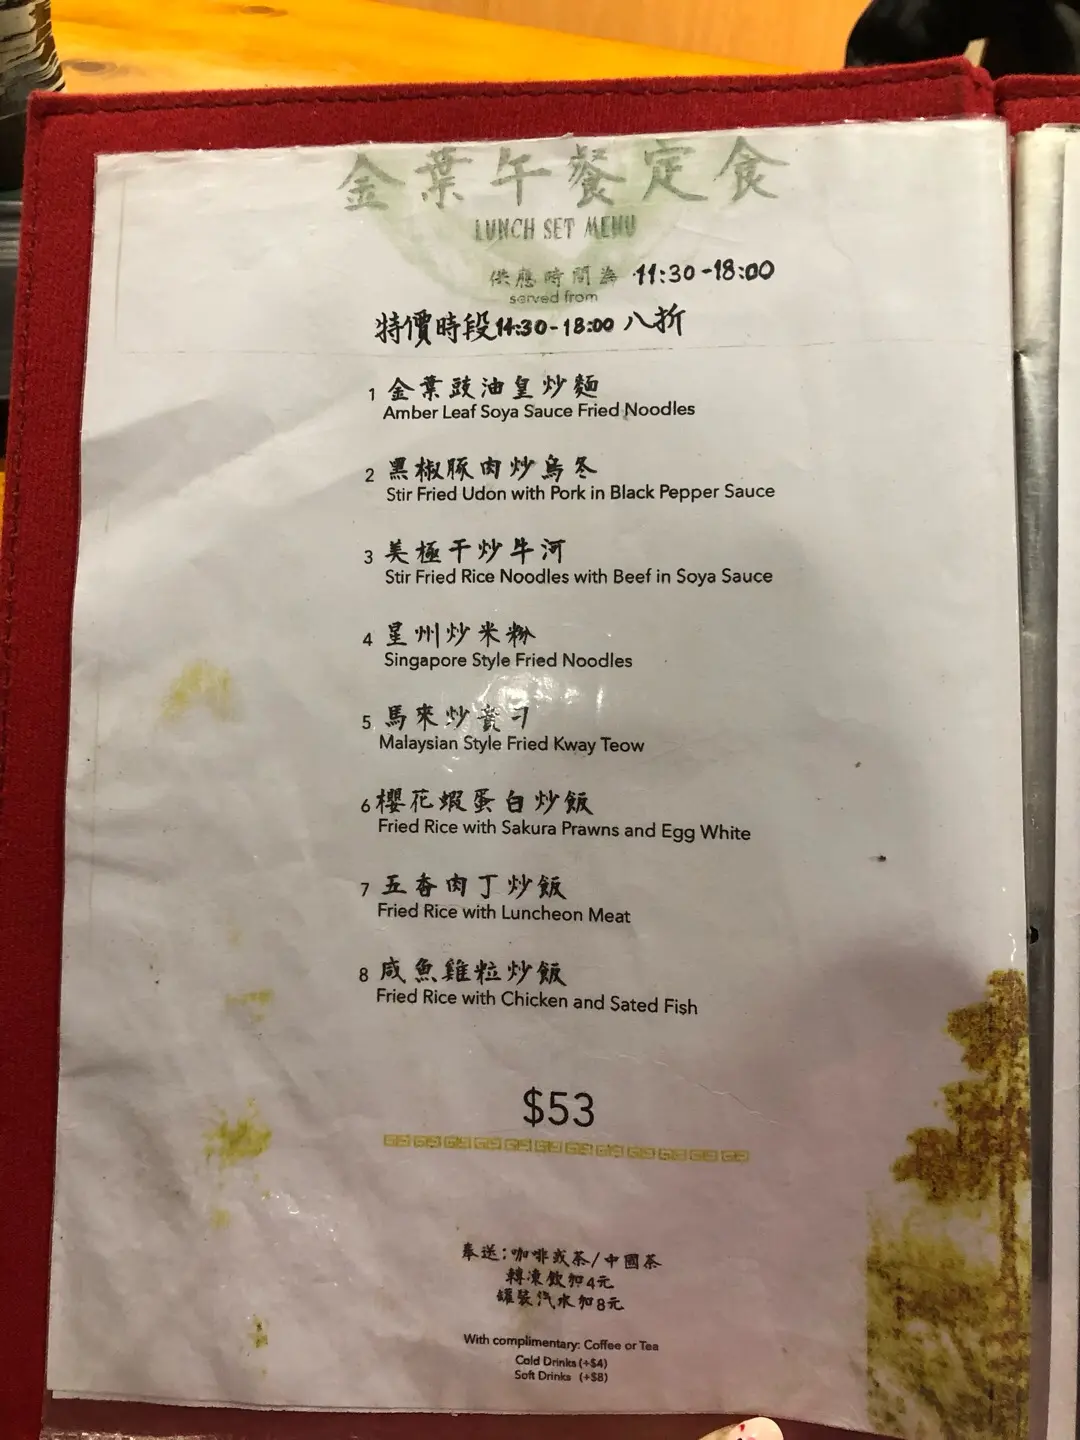 金葉午餐定食
LUNCH SET MENU
供應時間為 11:30-18:00
served from
特價時段14:30-18:00 八折
1 金葉豉油皇炒麵
Amber Leaf Soya Sauce Fried Noodles
2 黑椒豚肉炒烏冬
Stir Fried Udon with Pork in Black Pepper Sauce
3 美極干炒牛河
Stir Fried Rice Noodles with Beef in Soya Sauce
4 星州炒米粉
Singapore Style Fried Noodles
5 馬來炒貴刁
Malaysian Style Fried Kway Teow
6 櫻花蝦蛋白炒飯
Fried Rice with Sakura Prawns and Egg White
7 五香肉丁炒飯
Fried Rice with Luncheon Meat
8 咸魚雞粒炒飯
Fried Rice with Chicken and Sated Fish
$53
奉送:咖啡或茶/中國茶
轉凍飲加4元
罐裝汽水加8元
With complimentary: Coffee or Tea
Cold Drinks (+$4)
Soft Drinks (+$8)